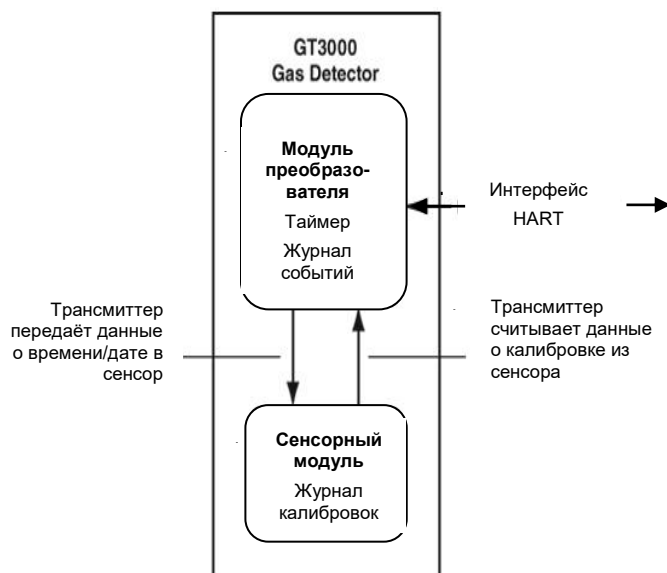 GT3000
Gas Detector
Модуль
преобразо-
вателя
Таймер
Журнал
событий
Интерфейс
HART
Трансмиттер
передаёт данные
о времени/дате в
сенсор
Трансмиттер
считывает данные
о калибровке из
сенсора
Сенсорный
модуль
Журнал
калибровок